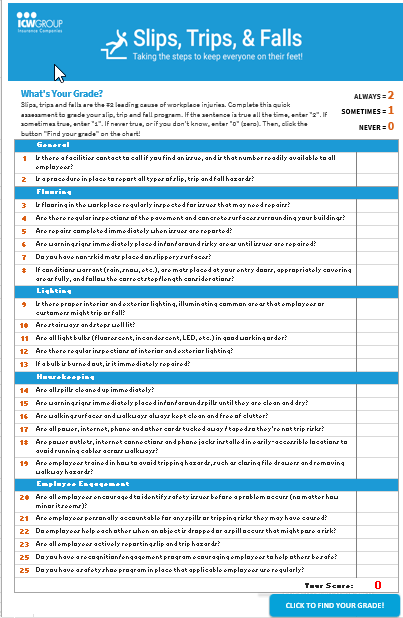 ICWGROUP
Insurance Companies
Slips, Trips, & Falls
Taking the steps to keep everyone on their feet!
What's Your Grade?
Slips, trips and falls are the #2 leading cause of workplace injuries. Complete this quick
assessment to grade your slip, trip and fall program. If the sentence is true all the time, enter "2". If
sometimes true, enter "1". If never true, or if you don't know, enter "0" (zero). Then, click the
button "Find your grade" on the chart!
ALWAYS = 2
SOMETIMES = 1
NEVER = 0
General
1 Is there a facilities contact to call if you find an issue, and is that number readily available to all
employees?
2 Is a procedure in place to report all types of slip, trip and fall hazards?
Flooring
3 Is flooring in the workplace regularly inspected for issues that may need repairs?
4 Are there regular inspections of the pavement and concrete surfaces surrounding your buildings?
5 Are repairs completed immediately when issues are reported?
6 Are warning signs immediately placed in/around risky areas until issues are repaired?
7 Do you have non-skid mats placed on slippery surfaces?
8 If conditions warrant (rain, snow, etc.), are mats placed at your entry doors, appropriately covering
areas fully, and follow the correct step length considerations?
Lighting
9 Is there proper interior and exterior lighting, illuminating common areas that employees or
customers might trip or fall?
10 Are stairways and steps well lit?
11 Are all light bulbs (fluorescent, incandescent, LED, etc.) in good working order?
12 Are there regular inspections of interior and exterior lighting?
13 If a bulb is burned out, is it immediately repaired?
Housekeeping
14 Are all spills cleaned up immediately?
15 Are warning signs immediately placed in/around spills until they are clean and dry?
16 Are walking surfaces and walkways always kept clean and free of clutter?
17 Are all power, internet, phone and other cords tucked away / taped so they're not trip risks?
18 Are power outlets, internet connections and phone jacks installed in easily-accessible locations to
avoid running cables across walkways?
19 Are employees trained in how to avoid tripping hazards, such as claring file drawers and removing
walkway hazards?
Employee Engagement
20 Are all employees encouraged to identify safety issues before a problem occurs (no matter how
minor it seems)?
21 Are employees personally accountable for any spills or tripping risks they may have caused?
22 Do employees help each other when an object is dropped or a spill occurs that might pose a risk?
23 Are all employees actively reporting slip and trip hazards?
25 Do you have a recognition/engagement program ecouraging employees to help others be safe?
25 Do you have a safety shoe program in place that applicable employees use regularly?
Your Score: 0
CLICK TO FIND YOUR GRADE!